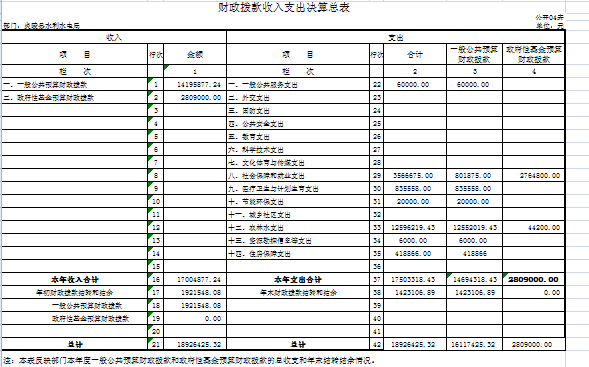 财政拨款收入支出决算总表
公开04表
部门：炎陵县水利水电局 单位：元
收入 支出
项 目 行次 金额 项 目 行次 合计 一般公共预算财政拨款 政府性基金预算财政拨款
栏 次 1 栏 次 2 3 4
一、一般公共预算财政拨款 1 14195877.24 一、一般公共服务支出 22 60000.00 60000.00
二、政府性基金预算财政拨款 2 2809000.00 二、外交支出 23
3 三、国防支出 24
4 四、公共安全支出 25
5 五、教育支出 26
6 六、科学技术支出 27
7 七、文化体育与传媒支出 28
8 八、社会保障和就业支出 29 3566675.00 801875.00 2764800.00
9 九、医疗卫生与计划生育支出 30 835558.00 835558.00
10 十、节能环保支出 31 20000.00 20000.00
11 十一、城乡社区支出 32
12 十二、农林水支出 33 12596219.43 12552019.43 44200.00
13 十三、资源勘探信息等支出 34 6000.00 6000.00
14 十四、住房保障支出 35 418866.00 418866
15 36
本年收入合计 16 17004877.24 本年支出合计 37 17503318.43 14694318.43 2809000.00
年初财政拨款结转和结余 17 1921548.08 年末财政拨款结转和结余 38 1423106.89 1423106.89 0.00
一般公共预算财政拨款 18 1921548.08 39
政府性基金预算财政拨款 19 0.00 40
20 41
总计 21 18926425.32 总计 42 18926425.32 16117425.32 2809000.00
注：本表反映部门本年度一般公共预算财政拨款和政府性基金预算财政拨款的总收支和年末结转结余情况。